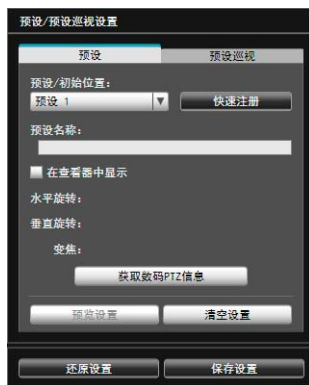 预设/预设巡视设置
预设 预设巡视
预设/初始位置：
预设 1 快速注册
预设名称：
在查看器中显示
水平旋转：
垂直旋转：
变焦：
获取数码PTZ信息
预览设置 清空设置
还原设置 保存设置